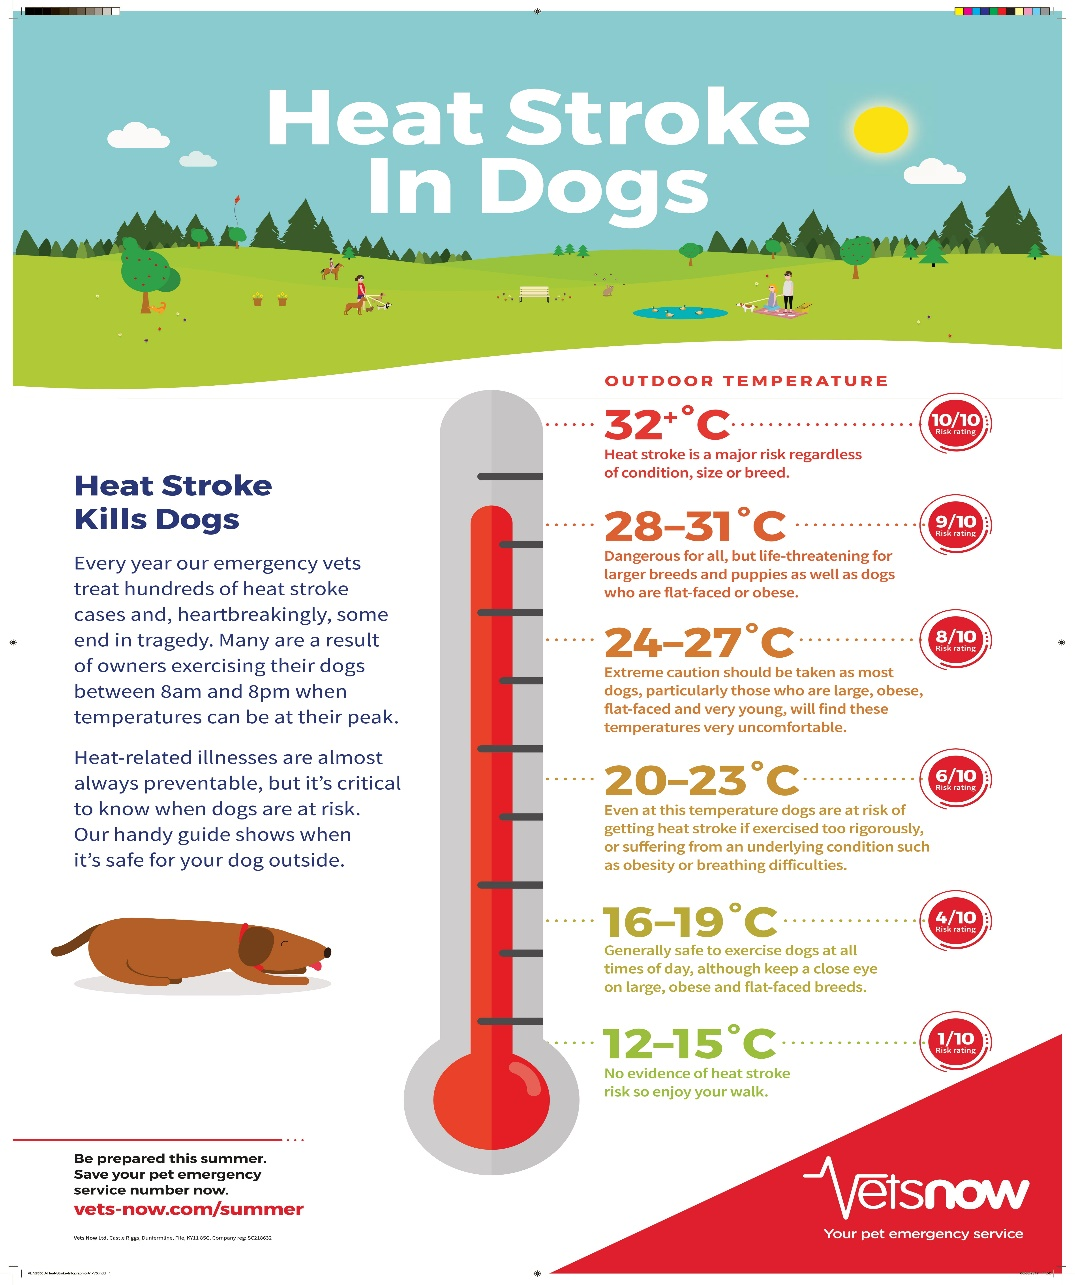 Heat Stroke
In Dogs
OUTDOOR TEMPERATURE
32+°C
10/10
Risk rating
Heat stroke is a major risk regardless
of condition, size or breed.
Heat Stroke
Kills Dogs
Every year our emergency vets
treat hundreds of heat stroke
cases and, heartbreakingly, some
end in tragedy. Many are a result
of owners exercising their dogs
between 8am and 8pm when
temperatures can be at their peak.
Heat-related illnesses are almost
always preventable, but it's critical
to know when dogs are at risk.
Our handy guide shows when
it's safe for your dog outside.
28–31°C
9/10
Risk rating
Dangerous for all, but life-threatening for
larger breeds and puppies as well as dogs
who are flat-faced or obese.
24–27°C
8/10
Risk rating
Extreme caution should be taken as most
dogs, particularly those who are large, obese,
flat-faced and very young, will find these
temperatures very uncomfortable.
20–23°C
6/10
Risk rating
Even at this temperature dogs are at risk of
getting heat stroke if exercised too rigorously,
or suffering from an underlying condition such
as obesity or breathing difficulties.
16–19°C
4/10
Risk rating
Generally safe to exercise dogs at all
times of day, although keep a close eye
on large, obese and flat-faced breeds.
12–15°C
1/10
Risk rating
No evidence of heat stroke
risk so enjoy your walk.
Be prepared this summer.
Save your pet emergency
service number now.
vets-now.com/summer
Vets Now Ltd, Castle Riggs, Dunfermline, Fife, KY11 8SG. Company reg: SC218632
Vetsnow
Your pet emergency service